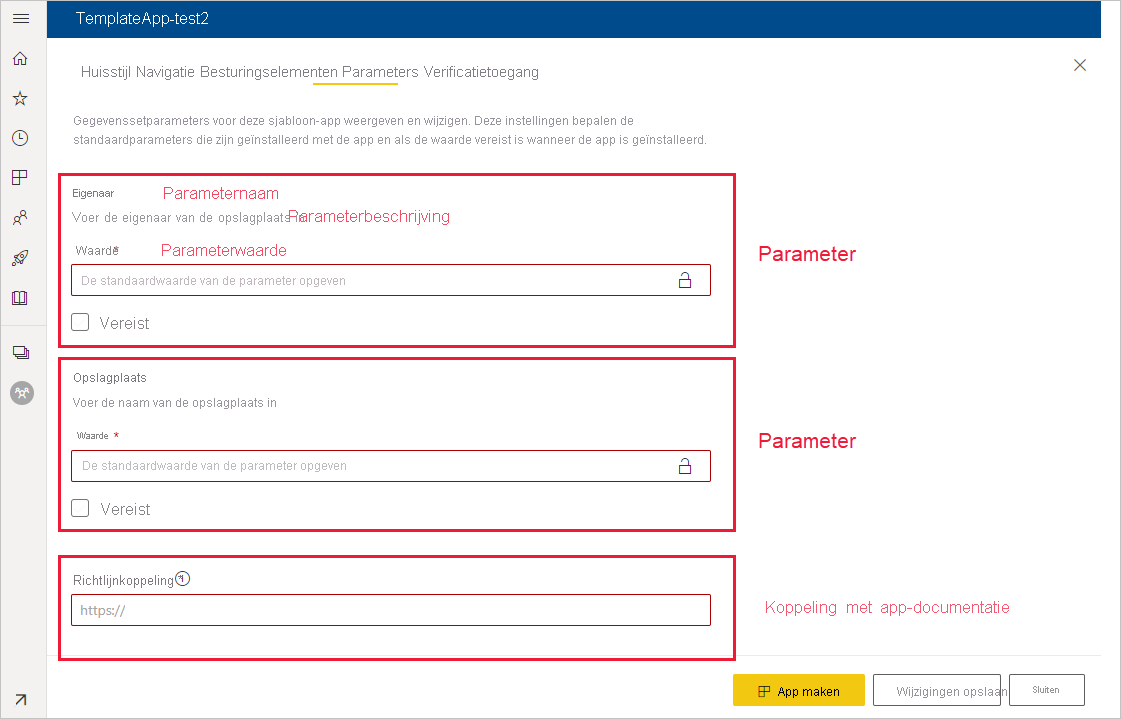 TemplateApp-test2
Huisstijl Navigatie Besturingselementen Parameters Verificatietoegang
Gegevenssetparameters voor deze sjabloon-app weergeven en wijzigen. Deze instellingen bepalen de
standaardparameters die zijn geïnstalleerd met de app en als de waarde vereist is wanneer de app is geïnstalleerd.
Eigenaar Parameternaam
Voer de eigenaar van de opslagplaats in Parameterbeschrijving
Waarde * Parameterwaarde
Parameter
De standaardwaarde van de parameter opgeven
Vereist
Opslagplaats
Voer de naam van de opslagplaats in
Waarde *
Parameter
De standaardwaarde van de parameter opgeven
Vereist
Richtlijnkoppeling
https://
Koppeling met app-documentatie
App maken Wijzigingen opslaan Sluiten